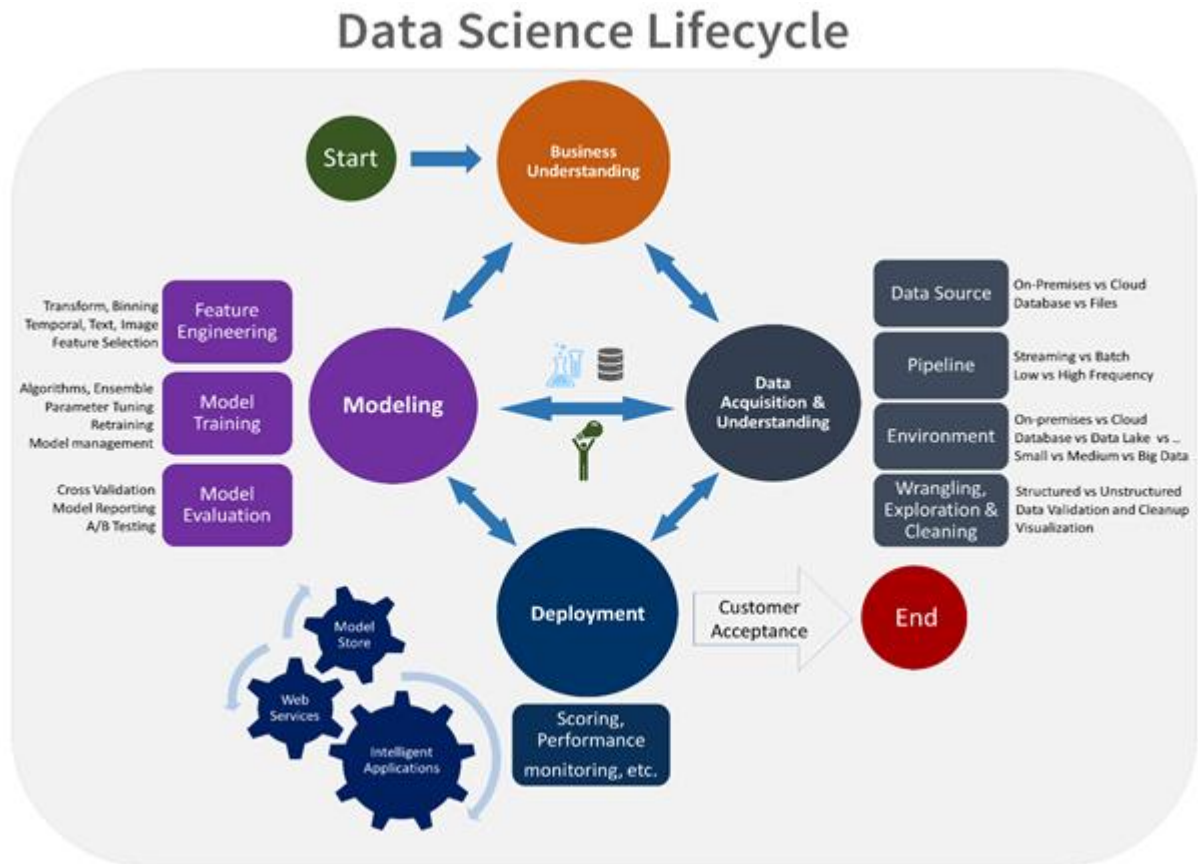 Data Science Lifecycle
Start
Business
Understanding
Transform, Binning
Temporal, Text, Image
Feature Selection
Feature
Engineering
Algorithms, Ensemble
Parameter Tuning
Retraining
Model management
Model
Training
Cross Validation
Model Reporting
A/B Testing
Model
Evaluation
Modeling
Data
Acquisition &
Understanding
Data Source
On-Premises vs Cloud
Database vs Files
Pipeline
Streaming vs Batch
Low vs High Frequency
Environment
On-premises vs Cloud
Database vs Data Lake vs ..
Small vs Medium vs Big Data
Wrangling,
Exploration &
Cleaning
Structured vs Unstructured
Data Validation and Cleanup
Visualization
Deployment
Customer
Acceptance
End
Model
Store
Web
Services
Intelligent
Applications
Scoring,
Performance
monitoring, etc.